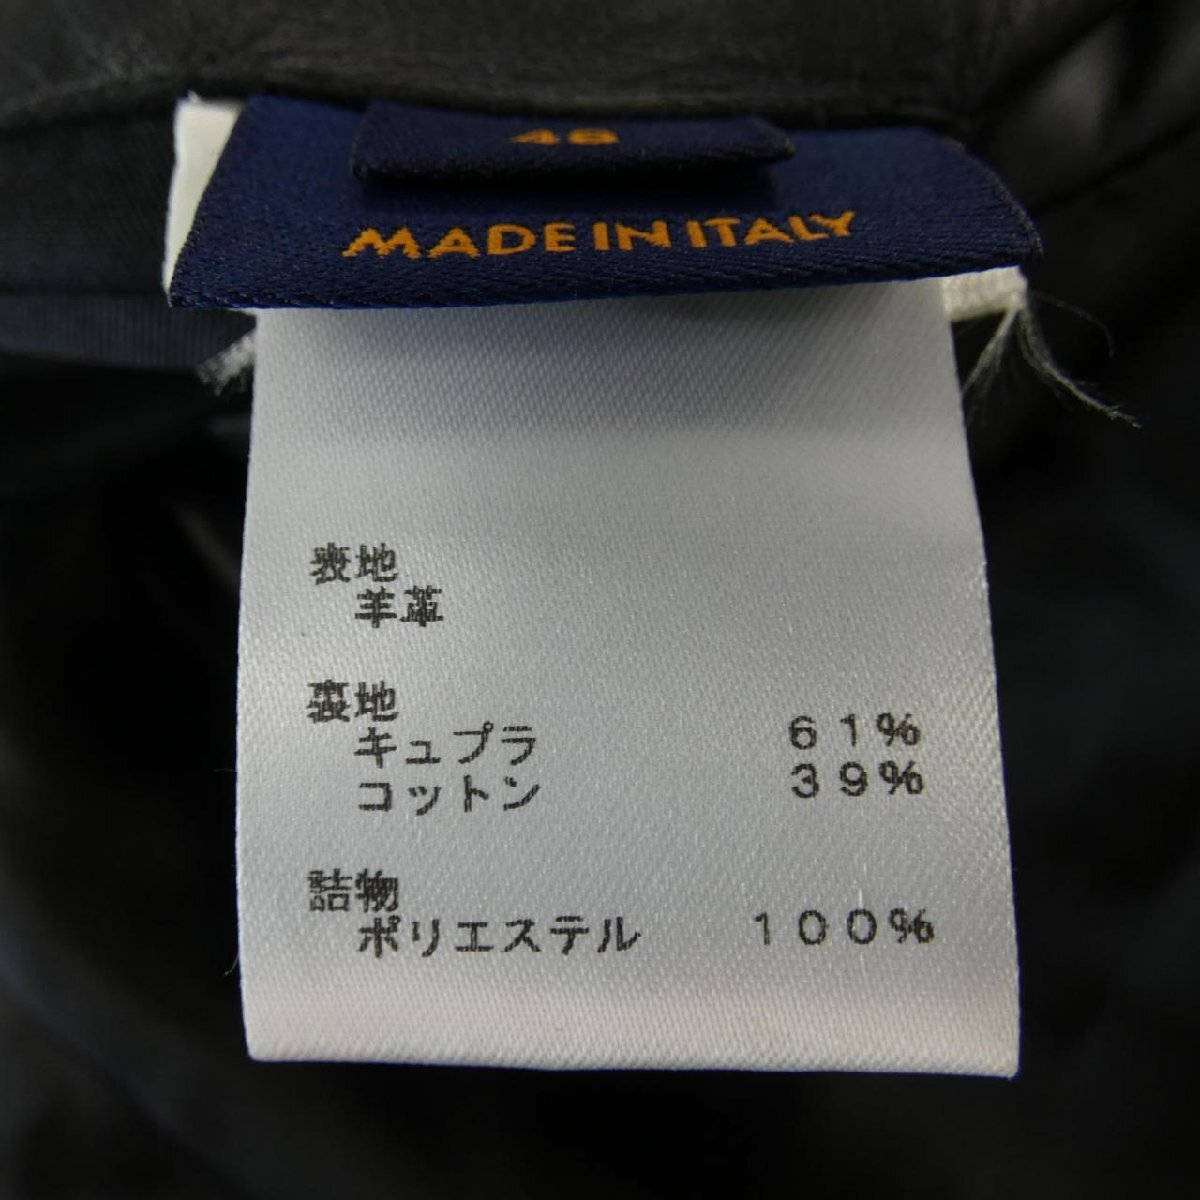 48
MADE IN ITALY
表地
羊革
裏地
キュプラ 61%
コットン 39%
詰物
ポリエステル 100%